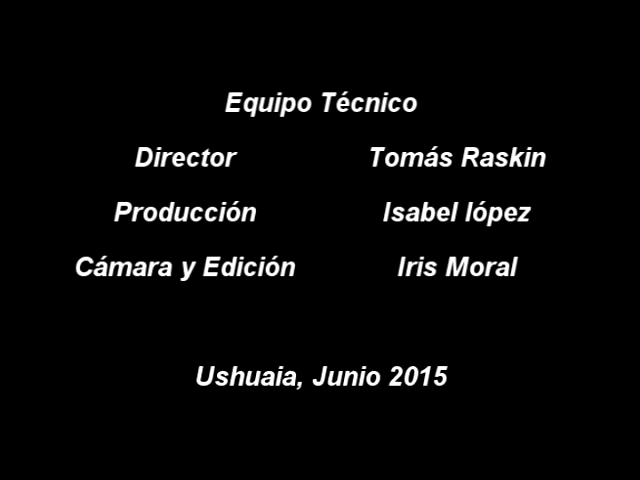 Equipo Técnico
Director Tomás Raskin
Producción Isabel lópez
Cámara y Edición Iris Moral
Ushuaia, Junio 2015